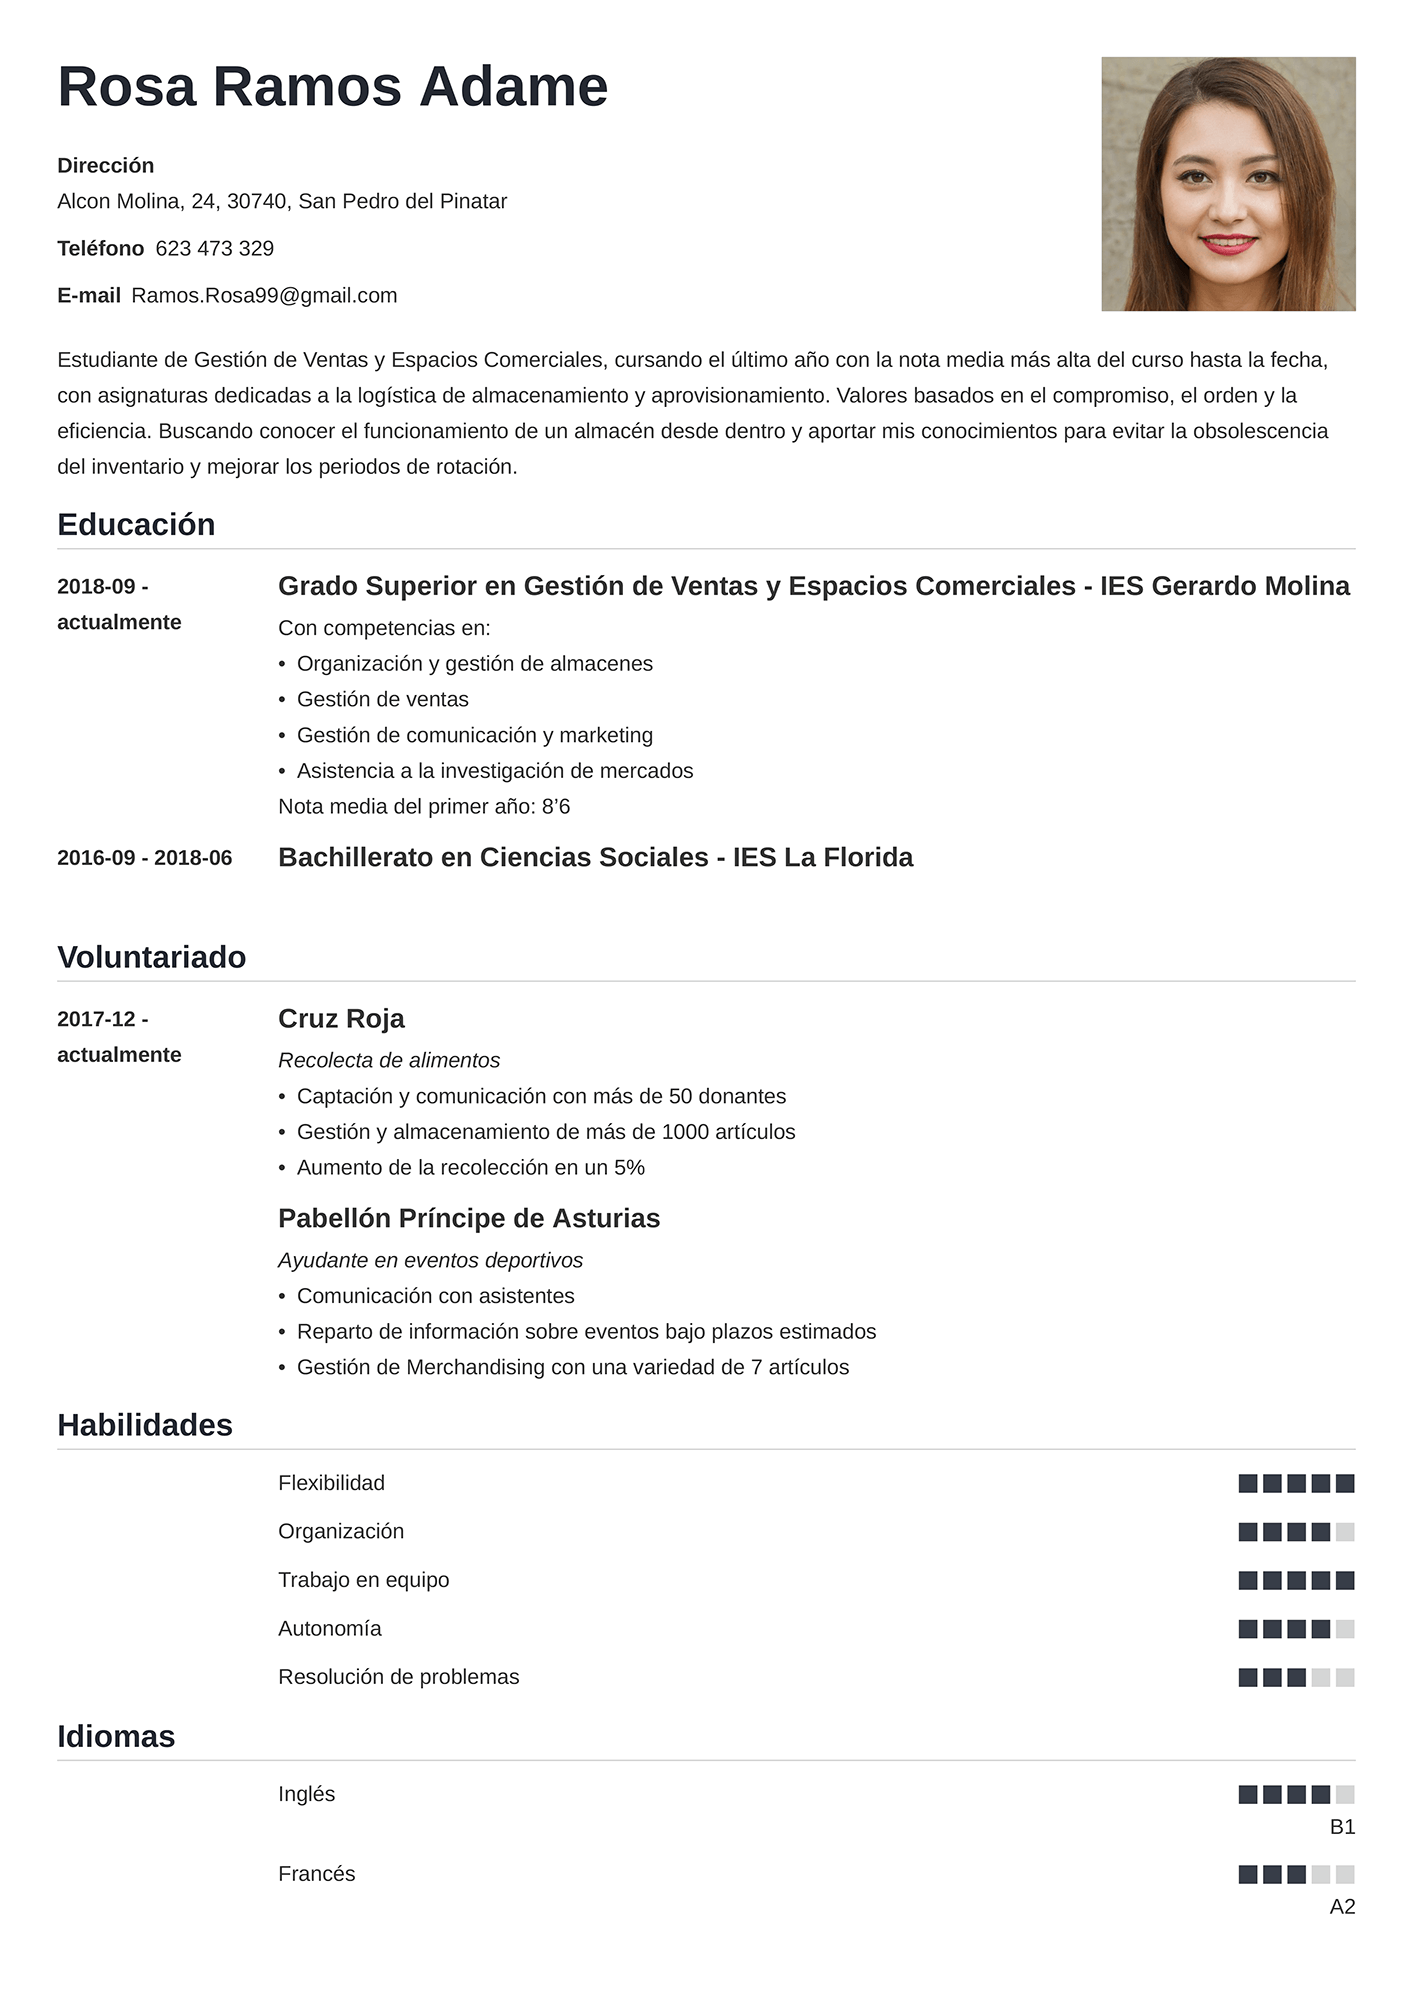 Rosa Ramos Adame
Dirección
Alcon Molina, 24, 30740, San Pedro del Pinatar
Teléfono 623 473 329
E-mail Ramos.Rosa99@gmail.com
Estudiante de Gestión de Ventas y Espacios Comerciales, cursando el último año con la nota media más alta del curso hasta la fecha,
con asignaturas dedicadas a la logística de almacenamiento y aprovisionamiento. Valores basados en el compromiso, el orden y la
eficiencia. Buscando conocer el funcionamiento de un almacén desde dentro y aportar mis conocimientos para evitar la obsolescencia
del inventario y mejorar los periodos de rotación.
Educación
2018-09 -
actualmente
Grado Superior en Gestión de Ventas y Espacios Comerciales - IES Gerardo Molina
Con competencias en:
• Organización y gestión de almacenes
• Gestión de ventas
• Gestión de comunicación y marketing
• Asistencia a la investigación de mercados
Nota media del primer año: 8’6
2016-09 - 2018-06 Bachillerato en Ciencias Sociales - IES La Florida
Voluntariado
2017-12 -
actualmente
Cruz Roja
Recolecta de alimentos
• Captación y comunicación con más de 50 donantes
• Gestión y almacenamiento de más de 1000 artículos
• Aumento de la recolección en un 5%
Pabellón Príncipe de Asturias
Ayudante en eventos deportivos
• Comunicación con asistentes
• Reparto de información sobre eventos bajo plazos estimados
• Gestión de Merchandising con una variedad de 7 artículos
Habilidades
Flexibilidad
Organización
Trabajo en equipo
Autonomía
Resolución de problemas
Idiomas
Inglés
B1
Francés
A2